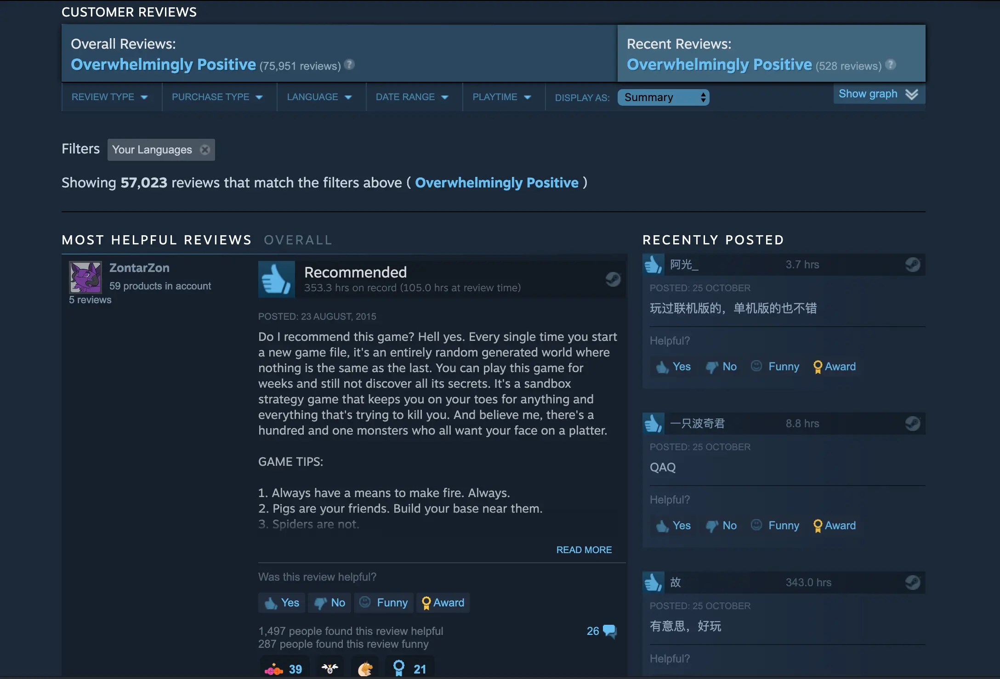 CUSTOMER REVIEWS
Overall Reviews:
Overwhelmingly Positive (75,951 reviews) ?
Recent Reviews:
Overwhelmingly Positive (528 reviews) ?
REVIEW TYPE PURCHASE TYPE LANGUAGE DATE RANGE PLAYTIME DISPLAY AS: Summary Show graph
Filters Your Languages
Showing 57,023 reviews that match the filters above ( Overwhelmingly Positive )
MOST HELPFUL REVIEWS OVERALL
ZontarZon
59 products in account
5 reviews
Recommended
353.3 hrs on record (105.0 hrs at review time)
POSTED: 23 AUGUST, 2015
Do I recommend this game? Hell yes. Every single time you start
a new game file, it's an entirely random generated world where
nothing is the same as the last. You can play this game for
weeks and still not discover all its secrets. It's a sandbox
strategy game that keeps you on your toes for anything and
everything that's trying to kill you. And believe me, there's a
hundred and one monsters who all want your face on a platter.
GAME TIPS:
1. Always have a means to make fire. Always.
2. Pigs are your friends. Build your base near them.
3. Spiders are not.
READ MORE
Was this review helpful?
Yes No Funny Award
1,497 people found this review helpful
287 people found this review funny
26
39 21
RECENTLY POSTED
阿光_ 3.7 hrs
POSTED: 25 OCTOBER
玩过联机版的，单机版的也不错
Helpful?
Yes No Funny Award
一只波奇君 8.8 hrs
POSTED: 25 OCTOBER
QAQ
Helpful?
Yes No Funny Award
故 343.0 hrs
POSTED: 25 OCTOBER
有意思，好玩
Helpful?